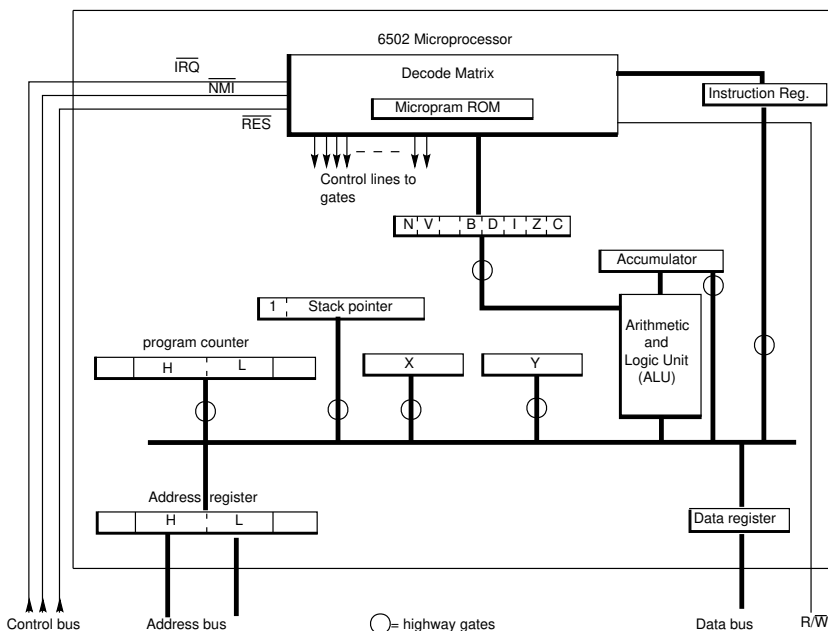 6502 Microprocessor
IRQ
NMI
RES
Decode Matrix
Micropram ROM
Instruction Reg.
Control lines to
gates
N V B D I Z C
Accumulator
1 Stack pointer
Arithmetic
and
Logic Unit
(ALU)
program counter
H L
X
Y
Address register
H L
Data register
Control bus
Address bus
= highway gates
Data bus
R/W